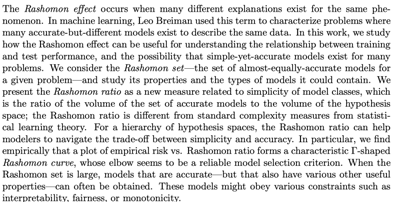 The Rashomon effect occurs when many different explanations exist for the same phe-
nomenon. In machine learning, Leo Breiman used this term to characterize problems where
many accurate-but-different models exist to describe the same data. In this work, we study
how the Rashomon effect can be useful for understanding the relationship between training
and test performance, and the possibility that simple-yet-accurate models exist for many
problems. We consider the Rashomon set—the set of almost-equally-accurate models for
a given problem—and study its properties and the types of models it could contain. We
present the Rashomon ratio as a new measure related to simplicity of model classes, which
is the ratio of the volume of the set of accurate models to the volume of the hypothesis
space; the Rashomon ratio is different from standard complexity measures from statisti-
cal learning theory. For a hierarchy of hypothesis spaces, the Rashomon ratio can help
modelers to navigate the trade-off between simplicity and accuracy. In particular, we find
empirically that a plot of empirical risk vs. Rashomon ratio forms a characteristic Γ-shaped
Rashomon curve, whose elbow seems to be a reliable model selection criterion. When the
Rashomon set is large, models that are accurate—but that also have various other useful
properties—can often be obtained. These models might obey various constraints such as
interpretability, fairness, or monotonicity.